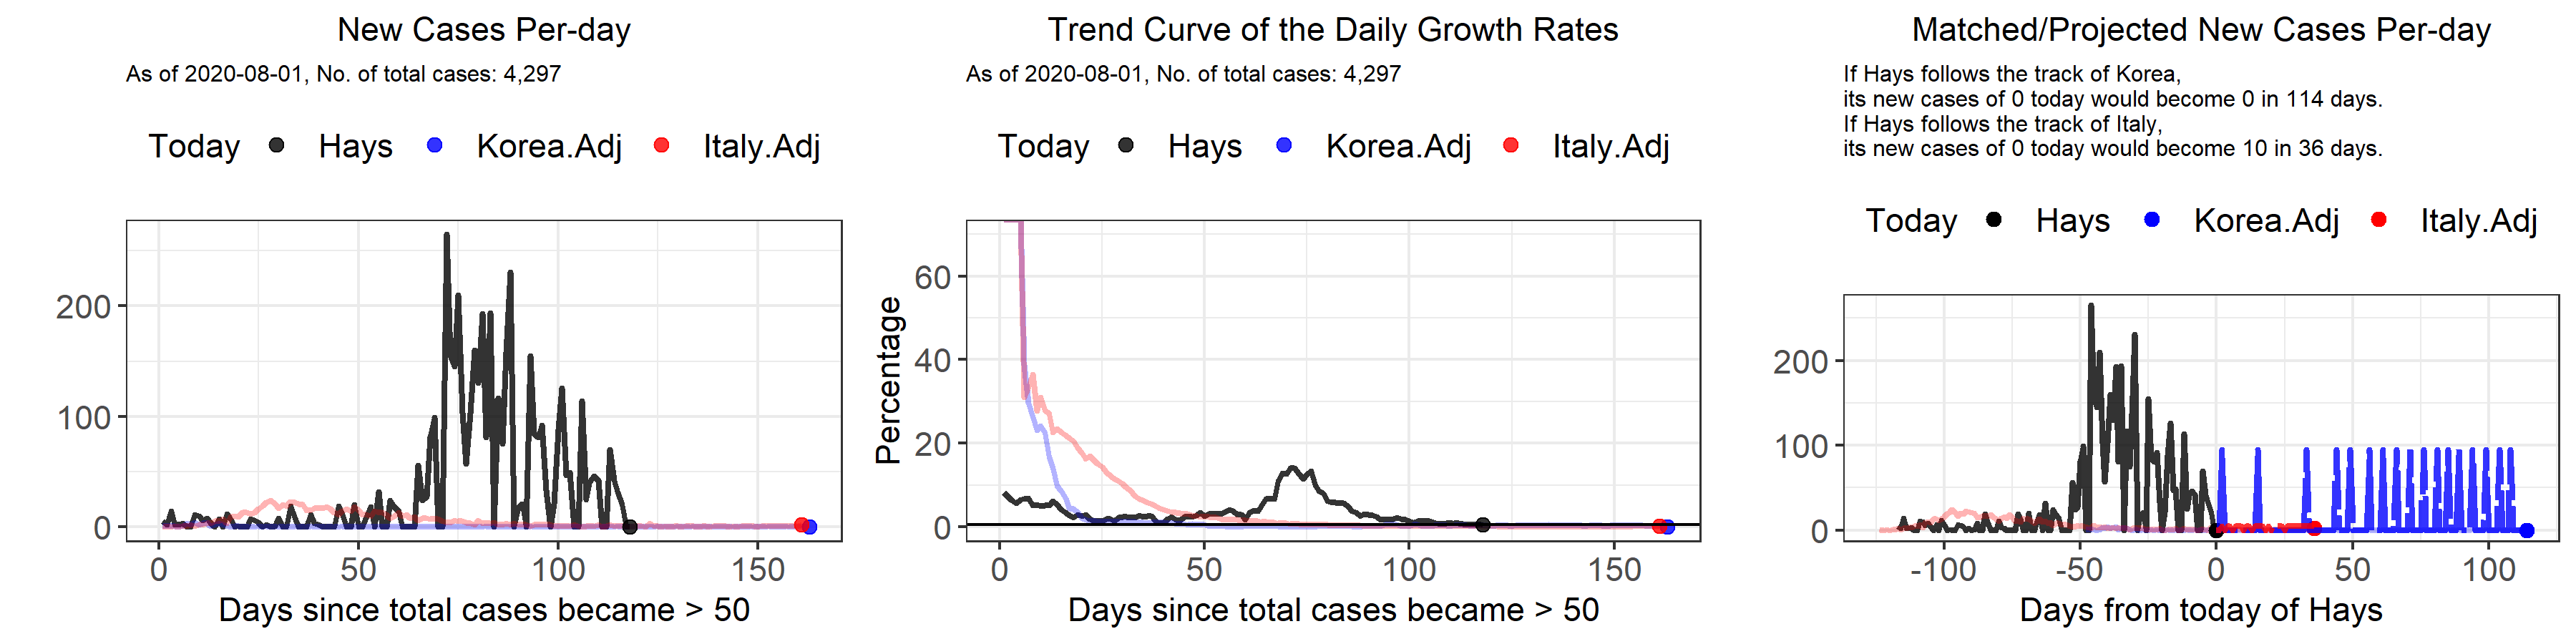 New Cases Per-day
As of 2020-08-01, No. of total cases: 4,297
Today Hays Korea.Adj Italy.Adj
200
100
0
0 50 100 150
Days since total cases became > 50
Trend Curve of the Daily Growth Rates
As of 2020-08-01, No. of total cases: 4,297
Today Hays Korea.Adj Italy.Adj
Percentage
60
40
20
0
0 50 100 150
Days since total cases became > 50
Matched/Projected New Cases Per-day
If Hays follows the track of Korea,
its new cases of 0 today would become 0 in 114 days.
If Hays follows the track of Italy,
its new cases of 0 today would become 10 in 36 days.
Today Hays Korea.Adj Italy.Adj
200
100
0
-100 -50 0 50 100
Days from today of Hays